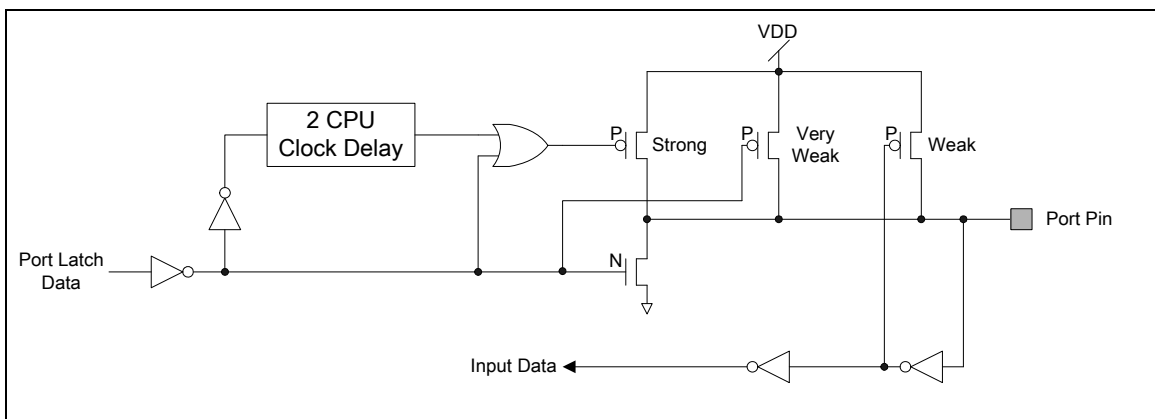 VDD
2 CPU
Clock Delay
P
Strong
P
Very
Weak
P
Weak
Port Pin
Port Latch
Data
N
Input Data